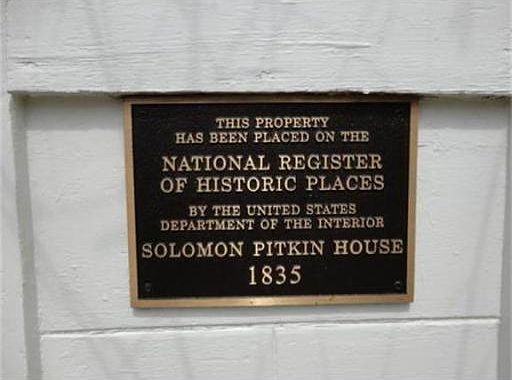 THIS PROPERTY
HAS BEEN PLACED ON THE
NATIONAL REGISTER
OF HISTORIC PLACES
BY THE UNITED STATES
DEPARTMENT OF THE INTERIOR
SOLOMON PITKIN HOUSE
1835